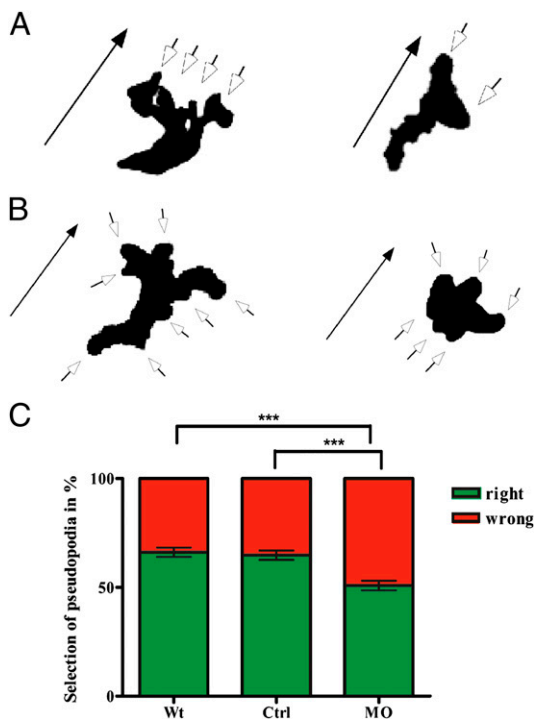 A
B
C
***
***
100
50
0
Selection of pseudopodia in %
right
wrong
Wt
Ctrl
MO